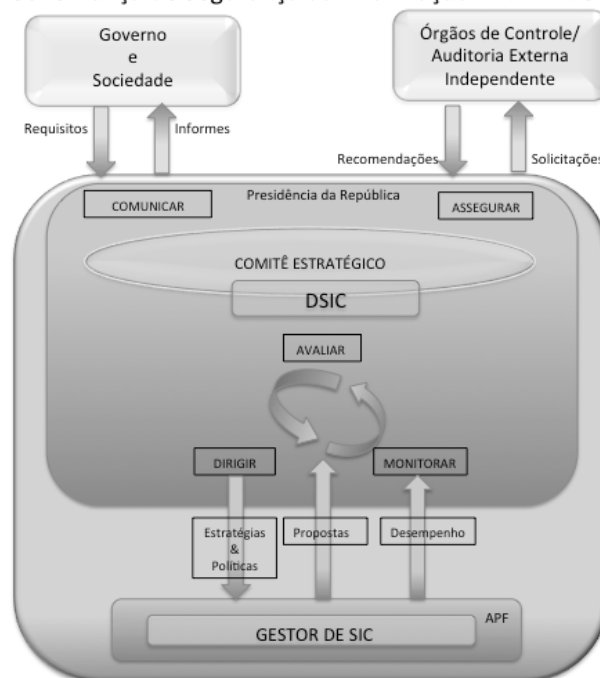 Governo
e
Sociedade
Órgãos de Controle/
Auditoria Externa
Independente
Requisitos
Informes
Recomendações
Solicitações
Presidência da República
COMUNICAR
ASSEGURAR
COMITÊ ESTRATÉGICO
DSIC
AVALIAR
DIRIGIR
MONITORAR
Estratégias
&
Políticas
Propostas
Desempenho
APF
GESTOR DE SIC